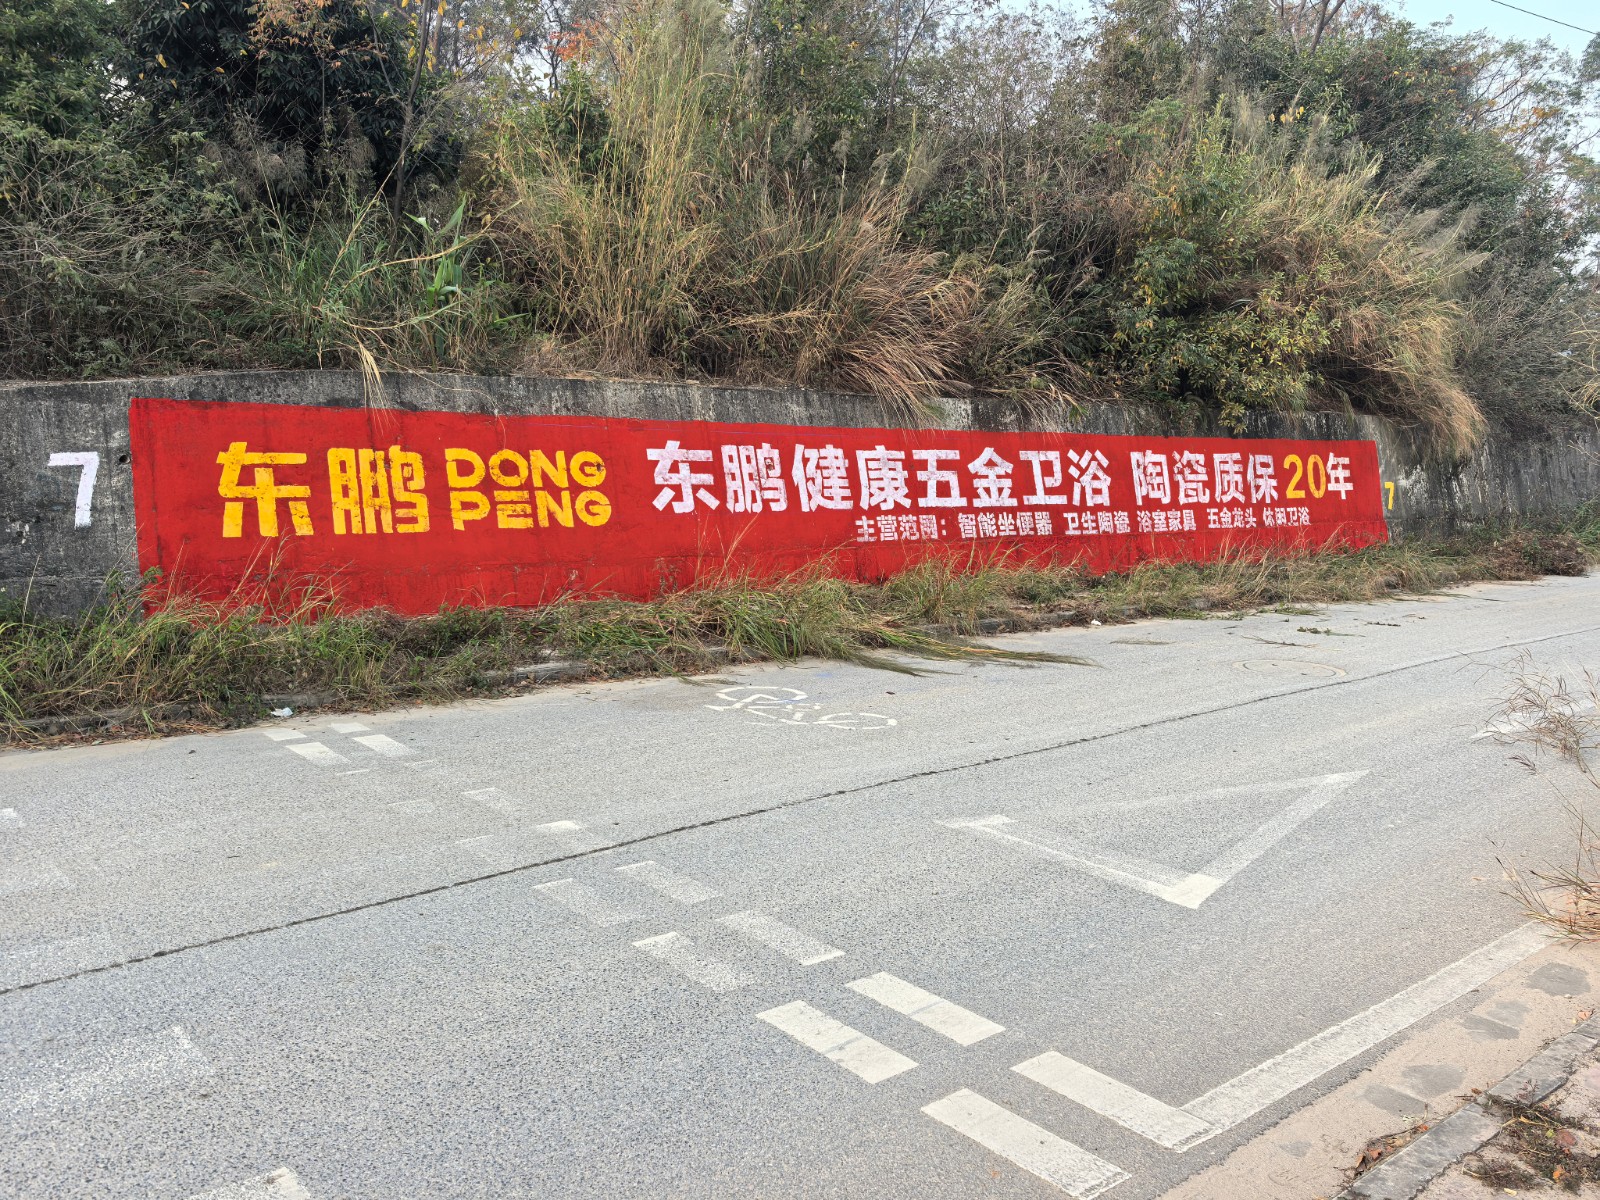 7
东鹏 DONG PENG
东鹏健康五金卫浴 陶瓷质保20年
主营范围：智能坐便器 卫生陶瓷 浴室家具 五金龙头 休闲卫浴
7